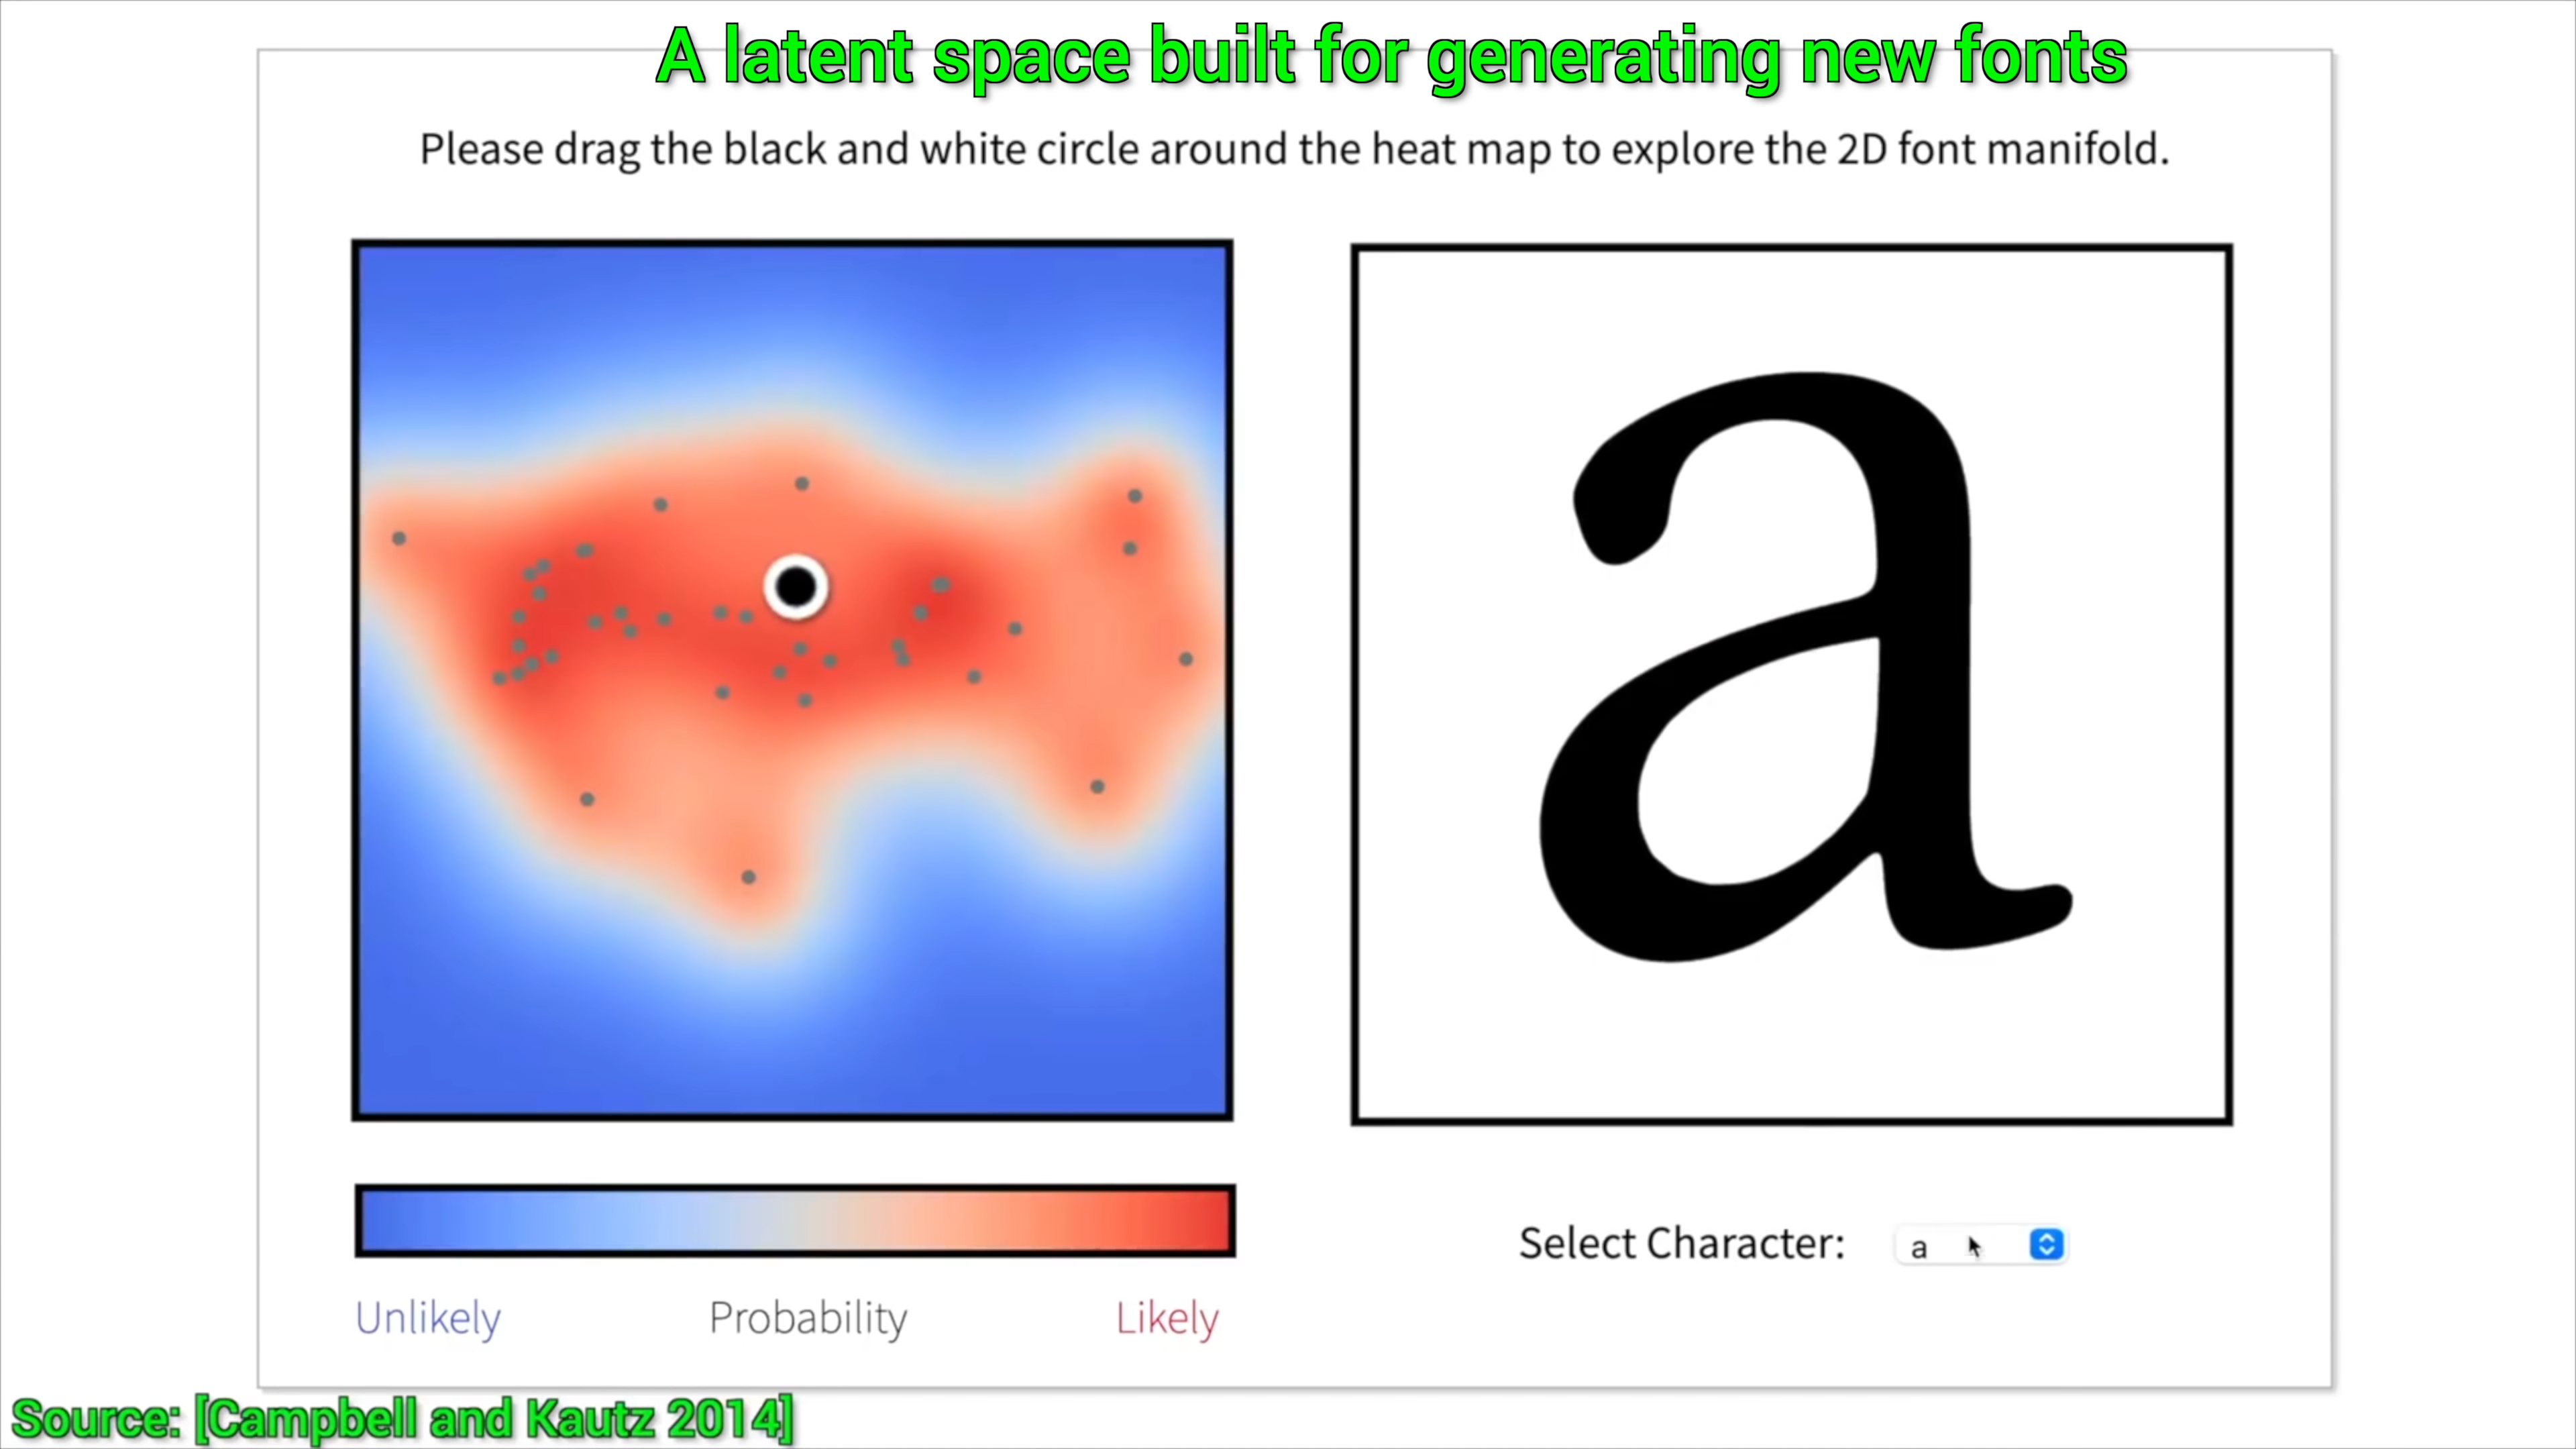 A latent space built for generating new fonts
Please drag the black and white circle around the heat map to explore the 2D font manifold.
a
Select Character: a
Unlikely Probability Likely
Source: [Campbell and Kautz 2014]